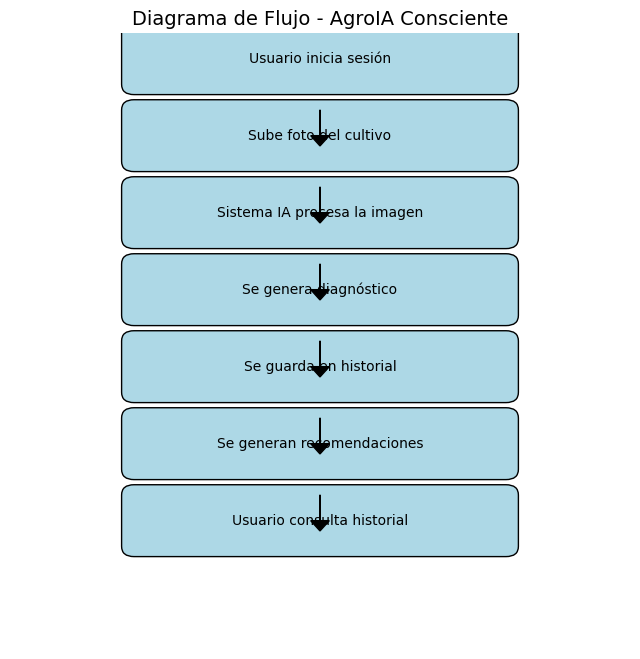 Diagrama de Flujo - AgroIA Consciente
Usuario inicia sesión
Sube foto del cultivo
Sistema IA procesa la imagen
Se genera diagnóstico
Se guarda en historial
Se generan recomendaciones
Usuario consulta historial